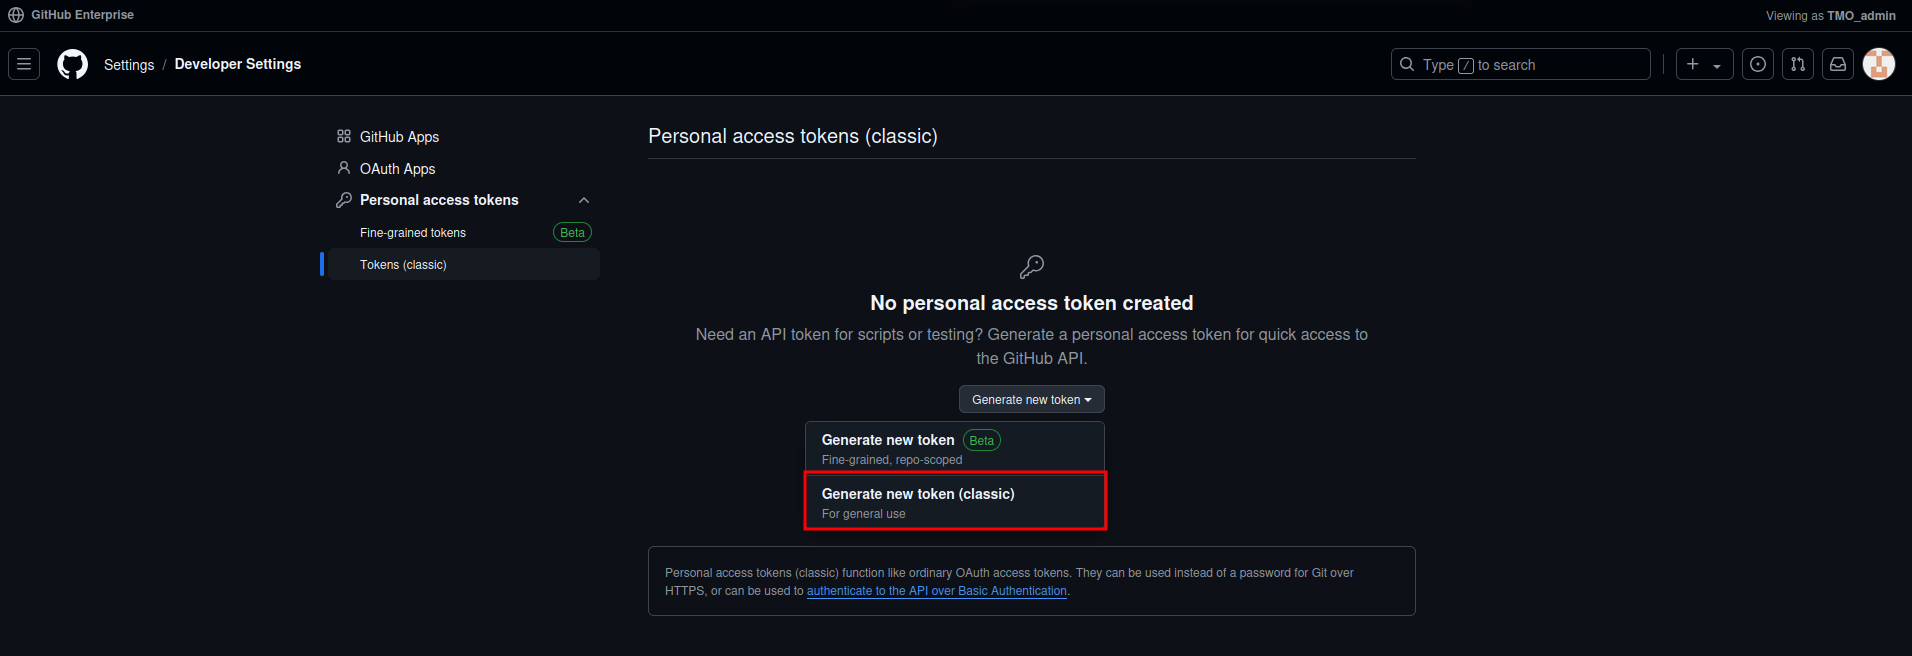 GitHub Enterprise
Viewing as TMO_admin
Settings / Developer Settings
Type / to search
GitHub Apps
OAuth Apps
Personal access tokens
Fine-grained tokens Beta
Tokens (classic)
Personal access tokens (classic)
No personal access token created
Need an API token for scripts or testing? Generate a personal access token for quick access to
the GitHub API.
Generate new token
Generate new token Beta
Fine-grained, repo-scoped
Generate new token (classic)
For general use
Personal access tokens (classic) function like ordinary OAuth access tokens. They can be used instead of a password for Git over
HTTPS, or can be used to authenticate to the API over Basic Authentication.